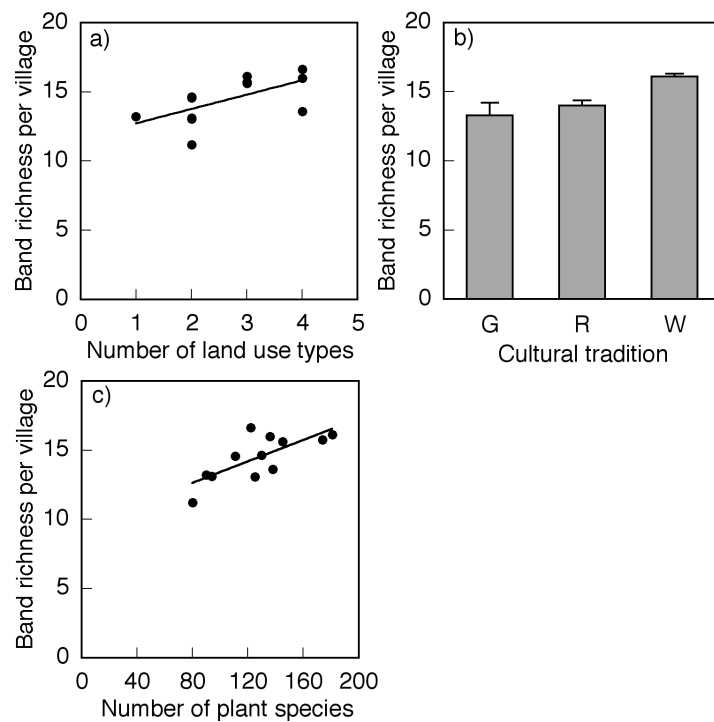 a)
Band richness per village
20
15
10
5
0
0 1 2 3 4 5
Number of land use types
b)
Band richness per village
20
15
10
5
0
G R W
Cultural tradition
c)
Band richness per village
20
15
10
5
0
0 40 80 120 160 200
Number of plant species